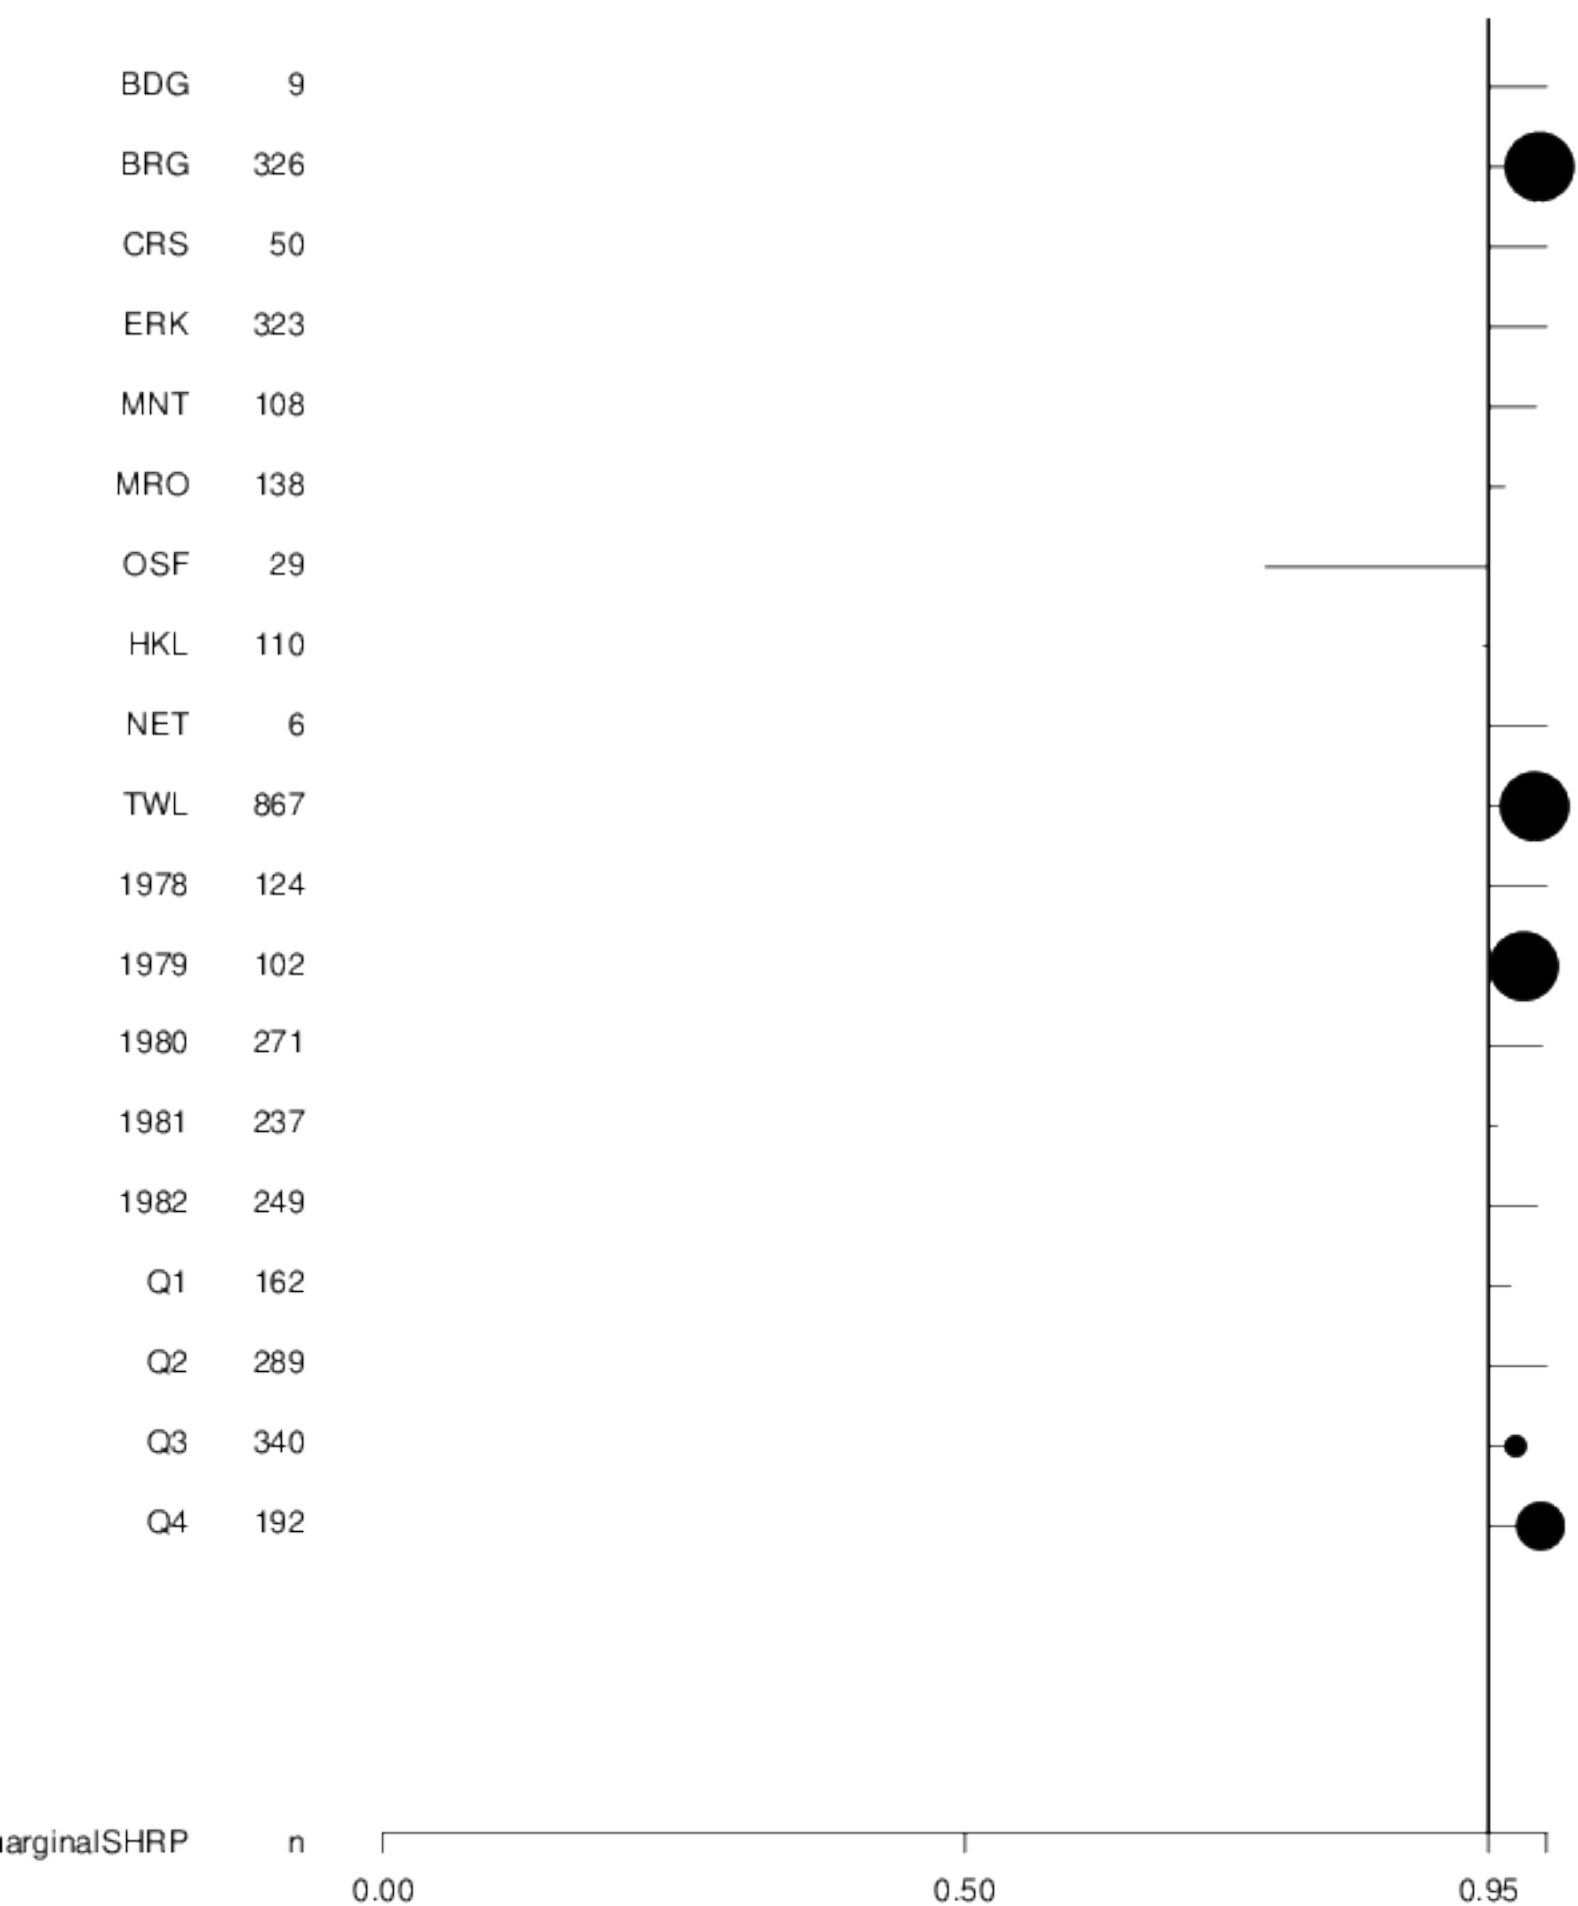 BDG 9
BRG 326
CRS 50
ERK 323
MNT 108
MRO 138
OSF 29
HKL 110
NET 6
TWL 867
1978 124
1979 102
1980 271
1981 237
1982 249
Q1 162
Q2 289
Q3 340
Q4 192
arginalSHRP n
0.00 0.50 0.95